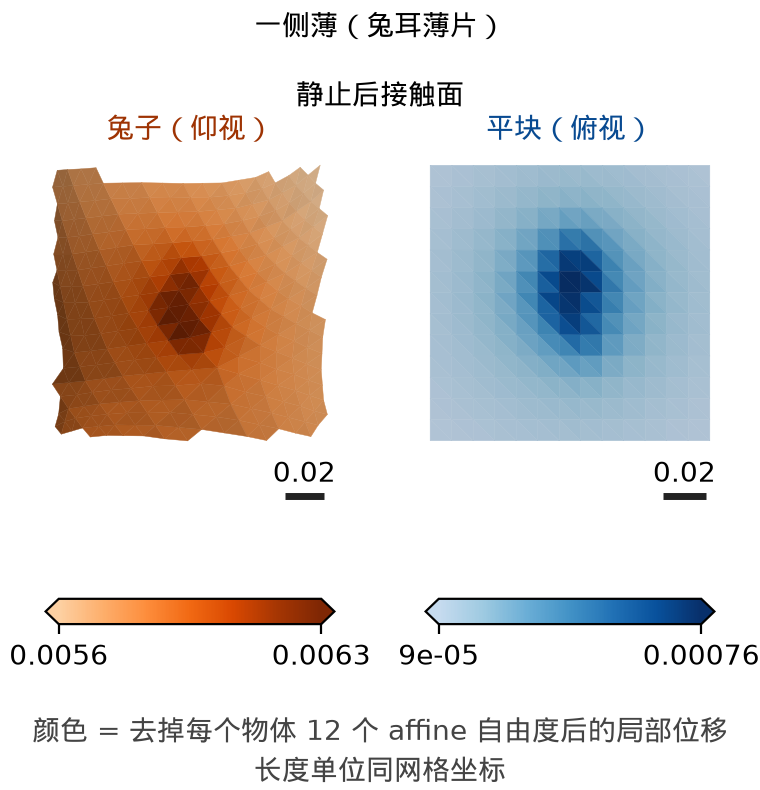 一侧薄（兔耳薄片）
静止后接触面
兔子（仰视）
平块（俯视）
0.02
0.02
0.0056
0.0063
9e-05
0.00076
颜色 = 去掉每个物体 12 个 affine 自由度后的局部位移
长度单位同网格坐标